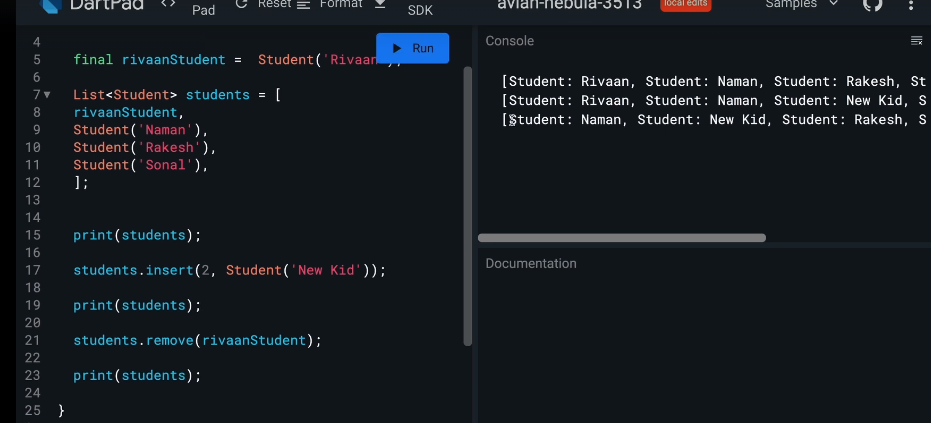 DartPad <> Pad Reset Format SDK avian-nebula-3513 local edits Samples
4
5 final rivaanStudent = Student('Rivaan
Run
6
7 List<Student> students = [
8 rivaanStudent,
9 Student('Naman'),
10 Student('Rakesh'),
11 Student('Sonal'),
12 ];
13
14
15 print(students);
16
17 students.insert(2, Student('New Kid'));
18
19 print(students);
20
21 students.remove(rivaanStudent);
22
23 print(students);
24
25 }
Console
[Student: Rivaan, Student: Naman, Student: Rakesh, St
[Student: Rivaan, Student: Naman, Student: New Kid, S
[Student: Naman, Student: New Kid, Student: Rakesh, S
Documentation